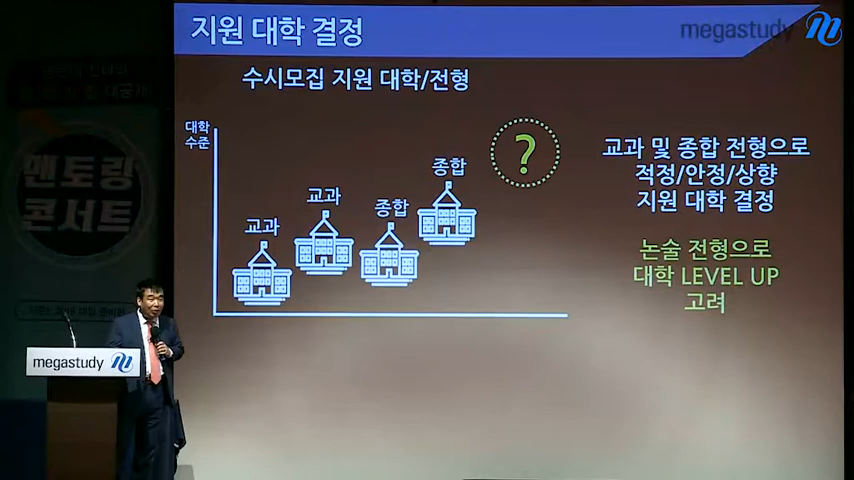 지원 대학 결정
megastudy
수시모집 지원 대학/전형
대학
수준
교과
교과
종합
종합
?
교과 및 종합 전형으로
적정/안정/상향
지원 대학 결정
논술 전형으로
대학 LEVEL UP
고려
멘토링
콘서트
megastudy